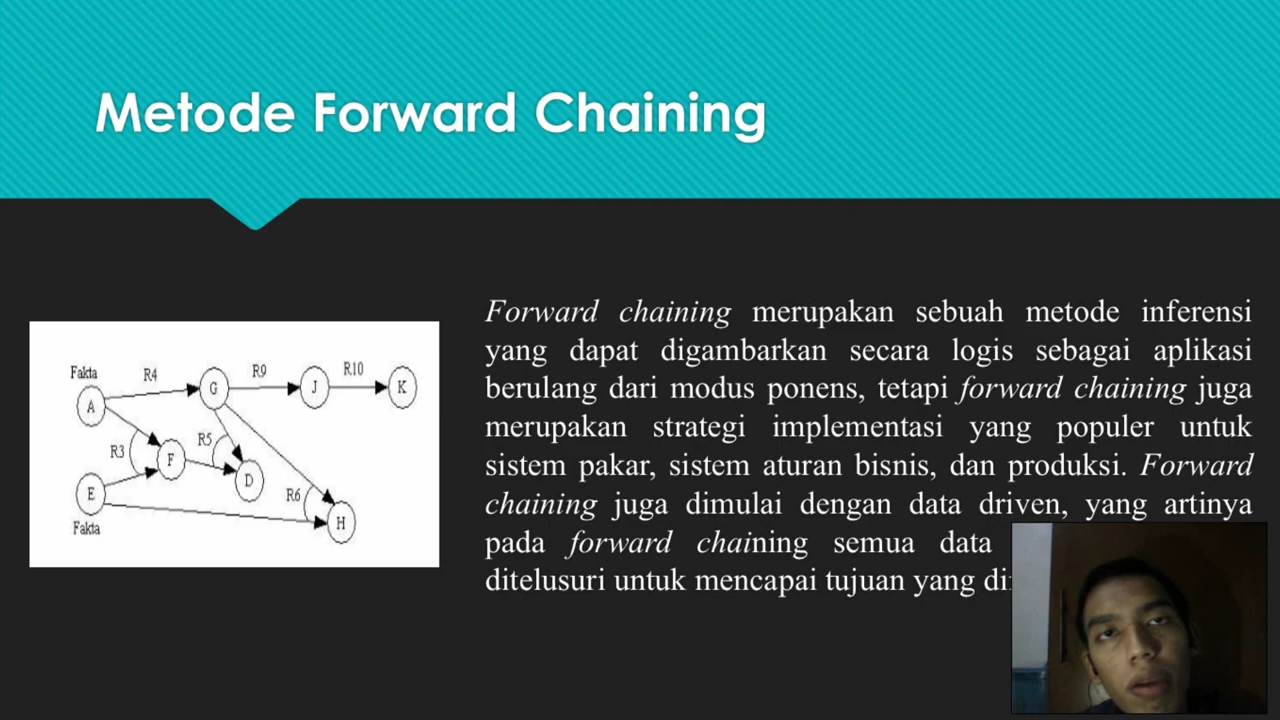 Metode Forward Chaining
Fakta
R4
R9
R10
A
G
J
K
R3
F
R5
D
E
R6
H
Fakta
Forward chaining merupakan sebuah metode inferensi
yang dapat digambarkan secara logis sebagai aplikasi
berulang dari modus ponens, tetapi forward chaining juga
merupakan strategi implementasi yang populer untuk
sistem pakar, sistem aturan bisnis, dan produksi. Forward
chaining juga dimulai dengan data driven, yang artinya
pada forward chaining semua data
ditelusuri untuk mencapai tujuan yang